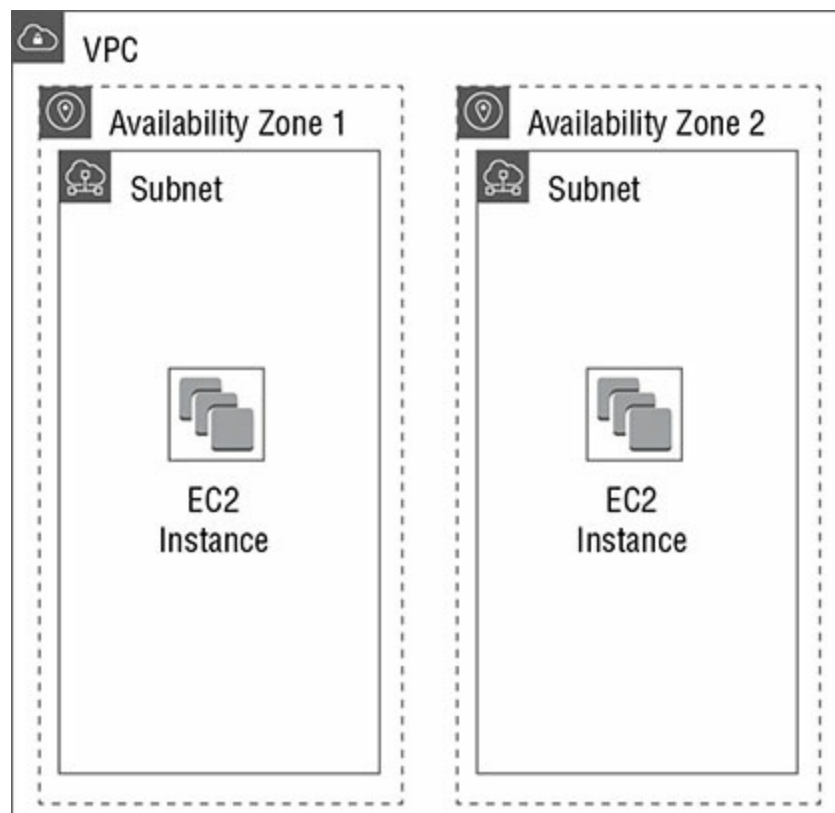 VPC
Availability Zone 1
Subnet
EC2
Instance
Availability Zone 2
Subnet
EC2
Instance